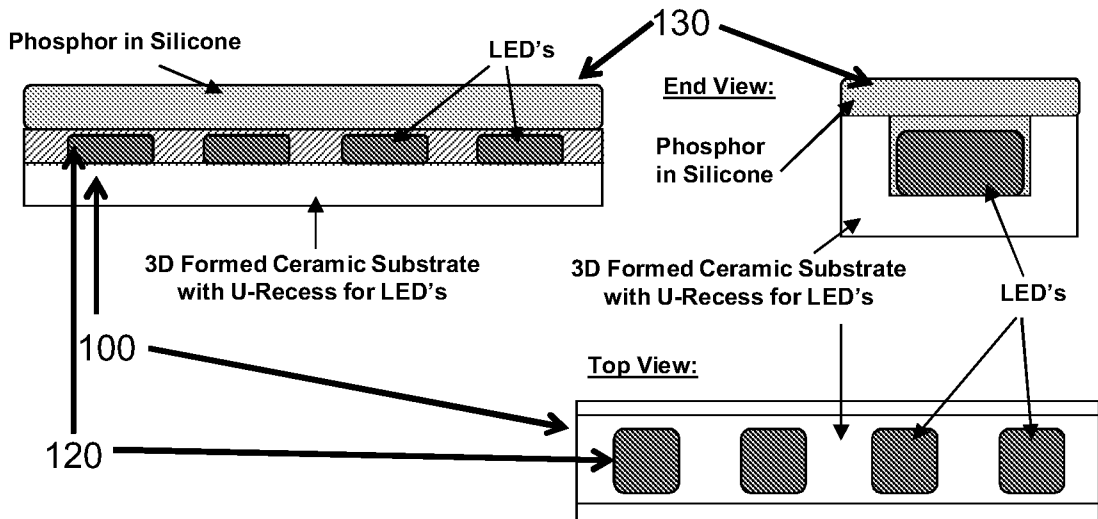 130
Phosphor in Silicone
LED's
End View:
Phosphor
in Silicone
3D Formed Ceramic Substrate
with U-Recess for LED's
3D Formed Ceramic Substrate
with U-Recess for LED's
LED's
100
Top View:
120